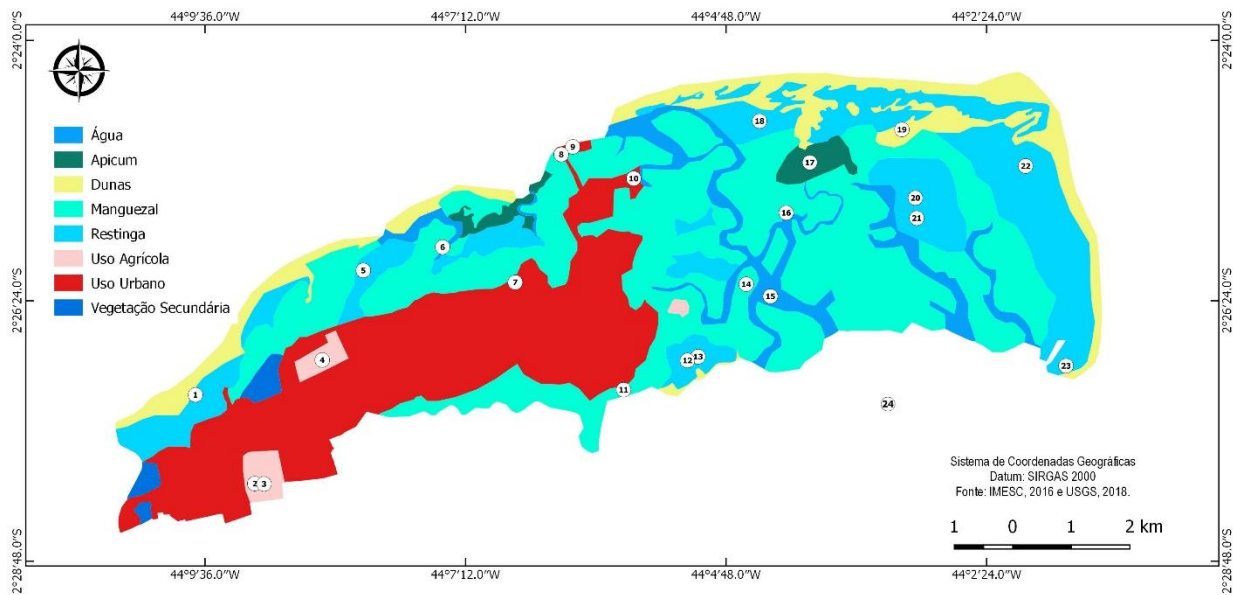 44°9'36.0"W 44°7'12.0"W 44°4'48.0"W 44°2'24.0"W
2°24'0.0"S 2°24'0.0"S
Água
Apicum
Dunas
Manguezal
Restinga
Uso Agrícola
Uso Urbano
Vegetação Secundária
18
19
9
8
17
22
10
20
16
21
6
5
7
14
15
2°26'24.0"S 2°26'24.0"S
13
12
4
23
11
1
24
2 3
Sistema de Coordenadas Geográficas
Datum: SIRGAS 2000
Fonte: IMESC, 2016 e USGS, 2018.
1 0 1 2 km
2°28'48.0"S 2°28'48.0"S
44°9'36.0"W 44°7'12.0"W 44°4'48.0"W 44°2'24.0"W